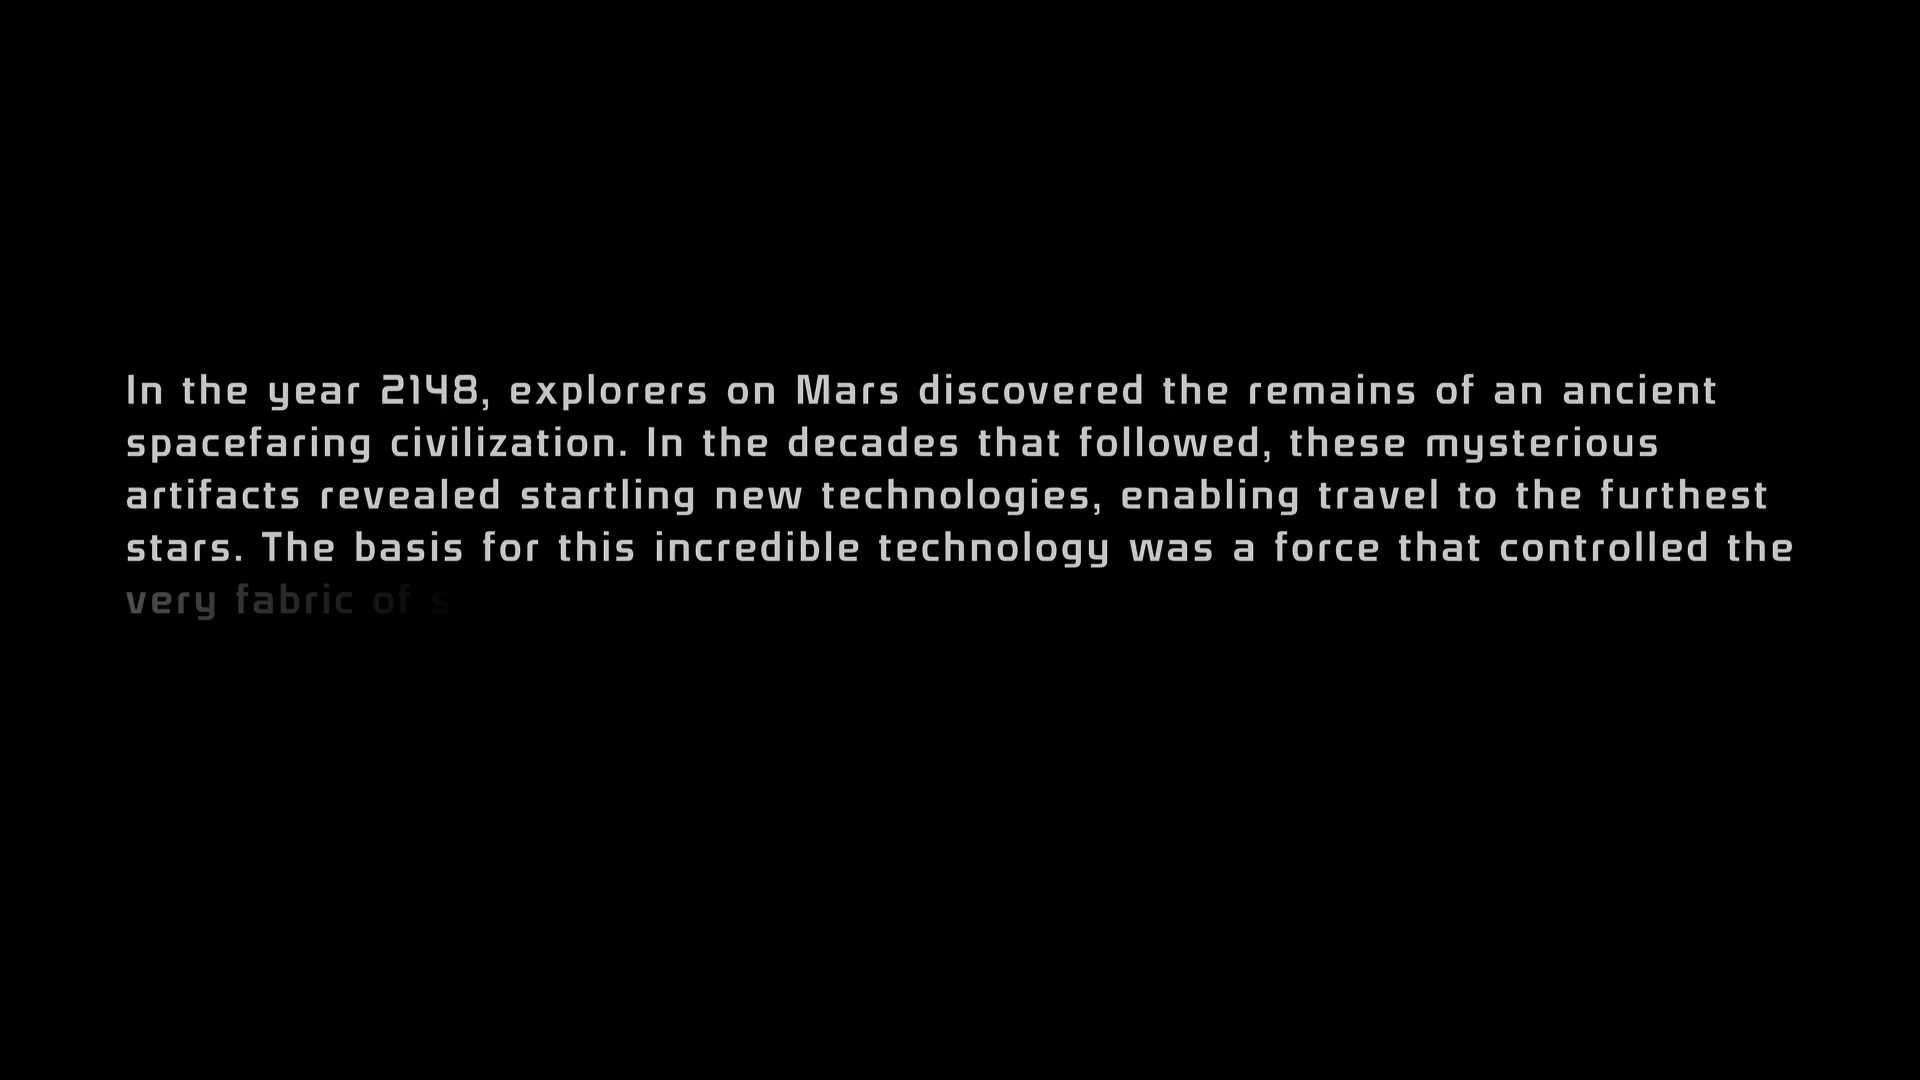 In the year 2148, explorers on Mars discovered the remains of an ancient
spacefaring civilization. In the decades that followed, these mysterious
artifacts revealed startling new technologies, enabling travel to the furthest
stars. The basis for this incredible technology was a force that controlled the
very fabric of